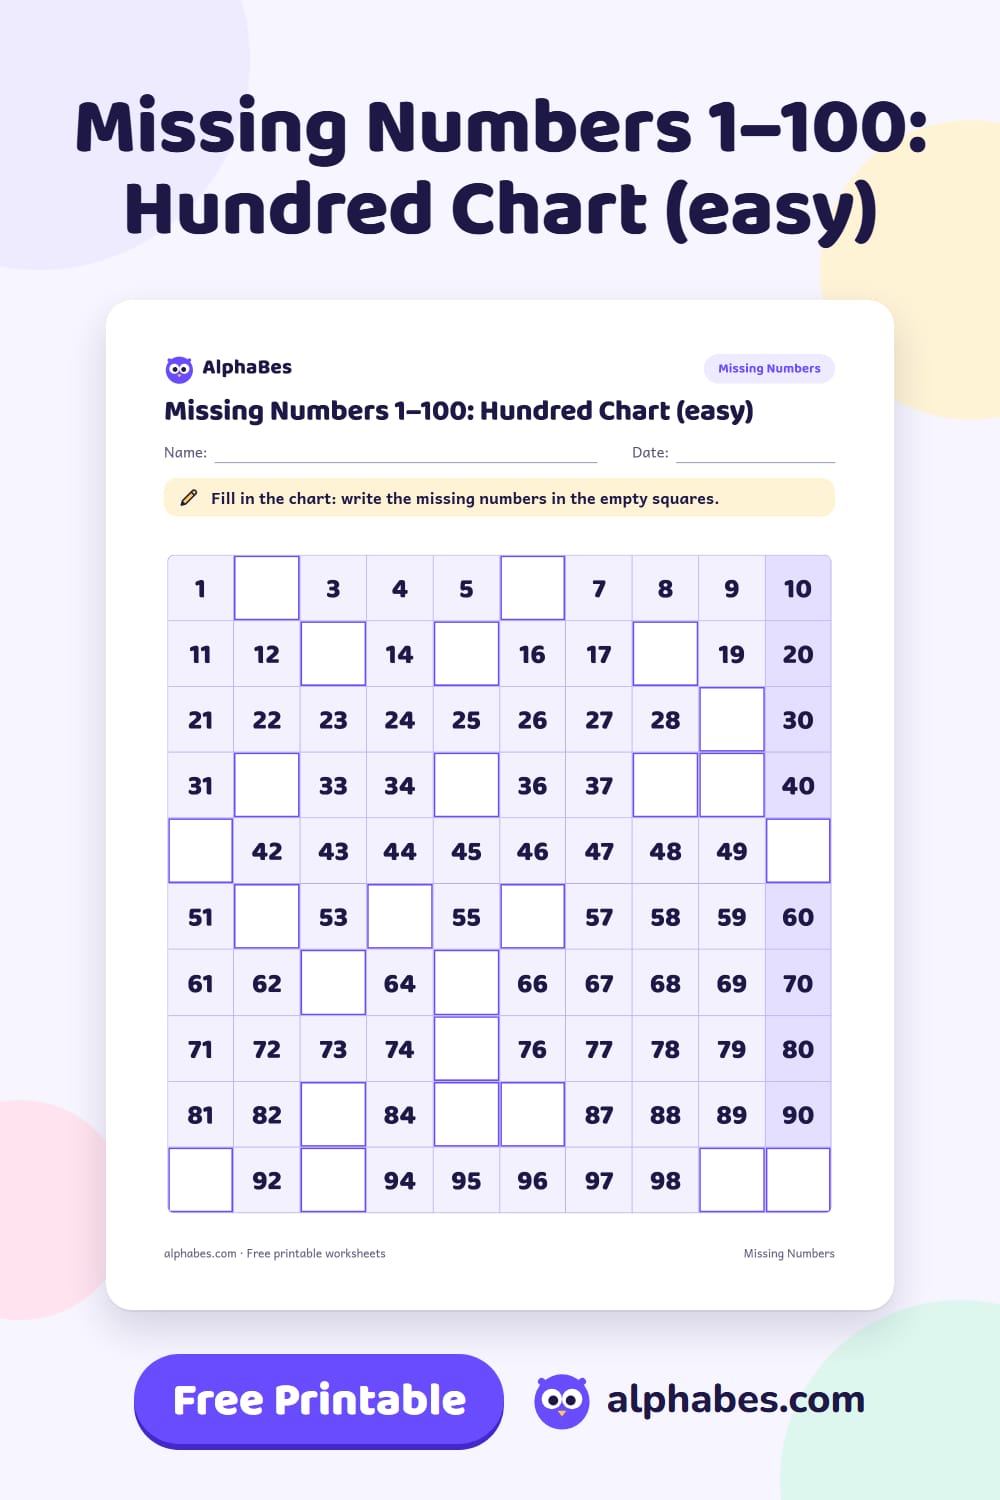 Missing Numbers 1–100:
Hundred Chart (easy)
AlphaBes
Missing Numbers
Missing Numbers 1–100: Hundred Chart (easy)
Name:
Date:
Fill in the chart: write the missing numbers in the empty squares.
1 3 4 5 7 8 9 10
11 12 14 16 17 19 20
21 22 23 24 25 26 27 28 30
31 33 34 36 37 40
42 43 44 45 46 47 48 49
51 53 55 57 58 59 60
61 62 64 66 67 68 69 70
71 72 73 74 76 77 78 79 80
81 82 84 87 88 89 90
92 94 95 96 97 98
alphabes.com · Free printable worksheets
Missing Numbers
Free Printable
alphabes.com